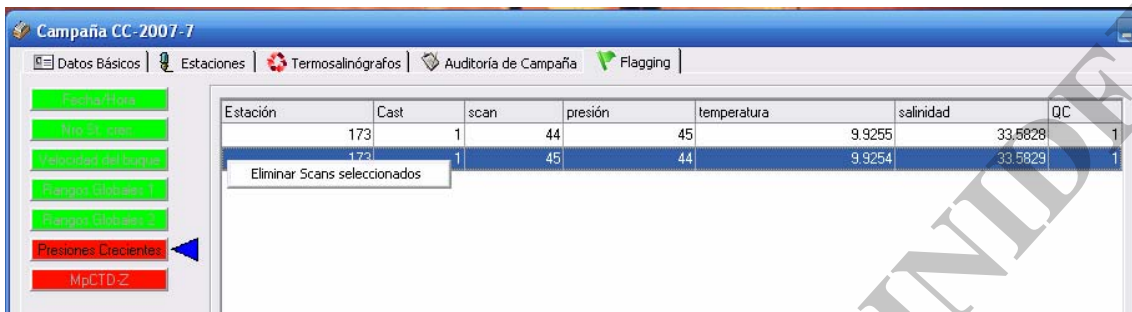 Campaña CC-2007-7
Datos Básicos Estaciones Termosalinógrafos Auditoría de Campaña Flagging
Fecha/Hora
Nro St. crec.
Velocidad del buque
Rangos Globales 1
Rangos Globales 2
Presiones Crecientes
MpCTD-Z
Estación Cast scan presión temperatura salinidad QC
173 1 44 45 9.9255 33.5828 1
173 1 45 44 9.9254 33.5829 1
Eliminar Scans seleccionados